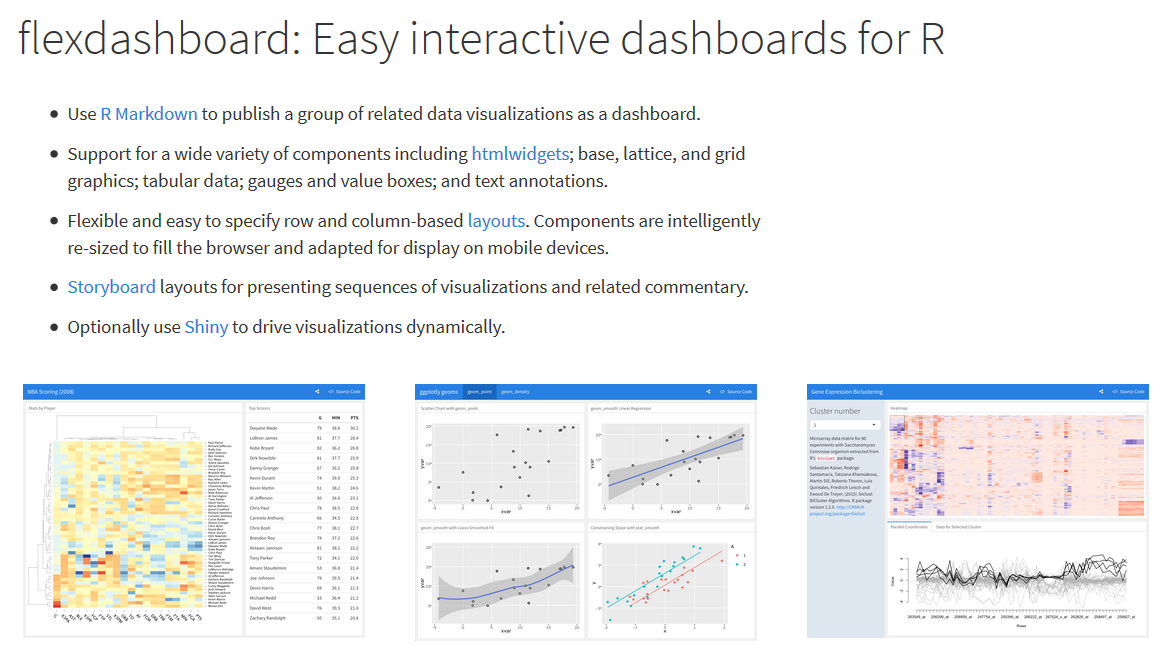 flexdashboard: Easy interactive dashboards for R
Use R Markdown to publish a group of related data visualizations as a dashboard.
Support for a wide variety of components including htmlwidgets; base, lattice, and grid
graphics; tabular data; gauges and value boxes; and text annotations.
Flexible and easy to specify row and column-based layouts. Components are intelligently
re-sized to fill the browser and adapted for display on mobile devices.
Storyboard layouts for presenting sequences of visualizations and related commentary.
Optionally use Shiny to drive visualizations dynamically.
NBA Scoring (2008)
Source Code
Stats by Player
Top Scorers
G MIN PTS
Dwyane Wade 79 38.6 30.2
LeBron James 81 37.7 28.4
Kobe Bryant 82 36.2 26.8
Dirk Nowitzki 81 37.7 25.9
Danny Granger 67 36.2 25.8
Kevin Durant 74 39.0 25.3
Kevin Martin 51 38.2 24.6
Al Jefferson 50 36.6 23.1
Chris Paul 78 38.5 22.8
Carmelo Anthony 66 34.5 22.8
Chris Bosh 77 38.1 22.7
Brandon Roy 78 37.2 22.6
Antawn Jamison 81 38.2 22.2
Tony Parker 72 34.1 22.0
Amare Stoudemire 53 36.8 21.4
Joe Johnson 79 39.5 21.4
Devin Harris 69 36.1 21.3
Michael Redd 33 36.4 21.2
David West 76 39.3 21.0
Zachary Randolph 50 35.1 20.8
ggplotly geoms
geom_point
geom_density
Source Code
Scatter Chart with geom_point
geom_smooth Linear Regression
yvar
xvar
yvar
xvar
geom_smooth with Loess Smoothed Fit
Constraining Slope with stat_smooth
yvar
xvar
y
x
A
1
2
Gene Expression Biclustering
Source Code
Cluster number
1
Microarray data matrix for 80
experiments with Saccharomyces
Cerevisiae organism extracted from
R's biclust package.
Sebastian Kaiser, Rodrigo
Santamaria, Tatsiana Khamiakova,
Martin Sill, Roberto Theron, Luis
Quintales, Friedrich Leisch and
Ewoud De Troyer. (2015). biclust:
BiCluster Algorithms. R package
version 1.2.0. http://CRAN.R-
project.org/package=biclust
Heatmap
Parallel Coordinates
Data for Selected Cluster
Value
Rows